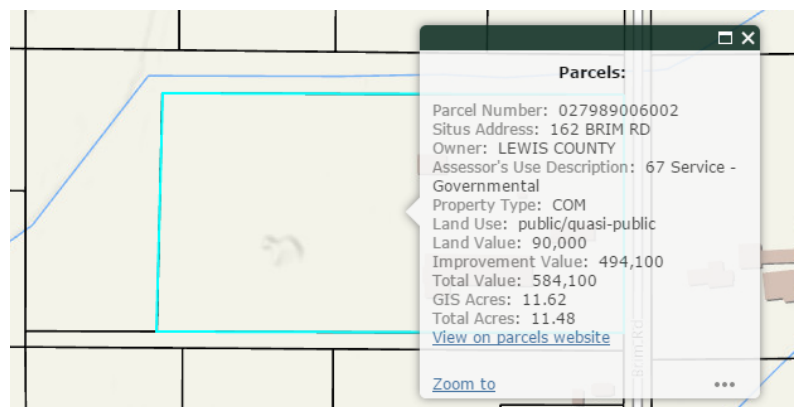 Parcels:
Parcel Number: 027989006002
Situs Address: 162 BRIM RD
Owner: LEWIS COUNTY
Assessor's Use Description: 67 Service -
Governmental
Property Type: COM
Land Use: public/quasi-public
Land Value: 90,000
Improvement Value: 494,100
Total Value: 584,100
GIS Acres: 11.62
Total Acres: 11.48
View on parcels website
Zoom to
Brim Rd